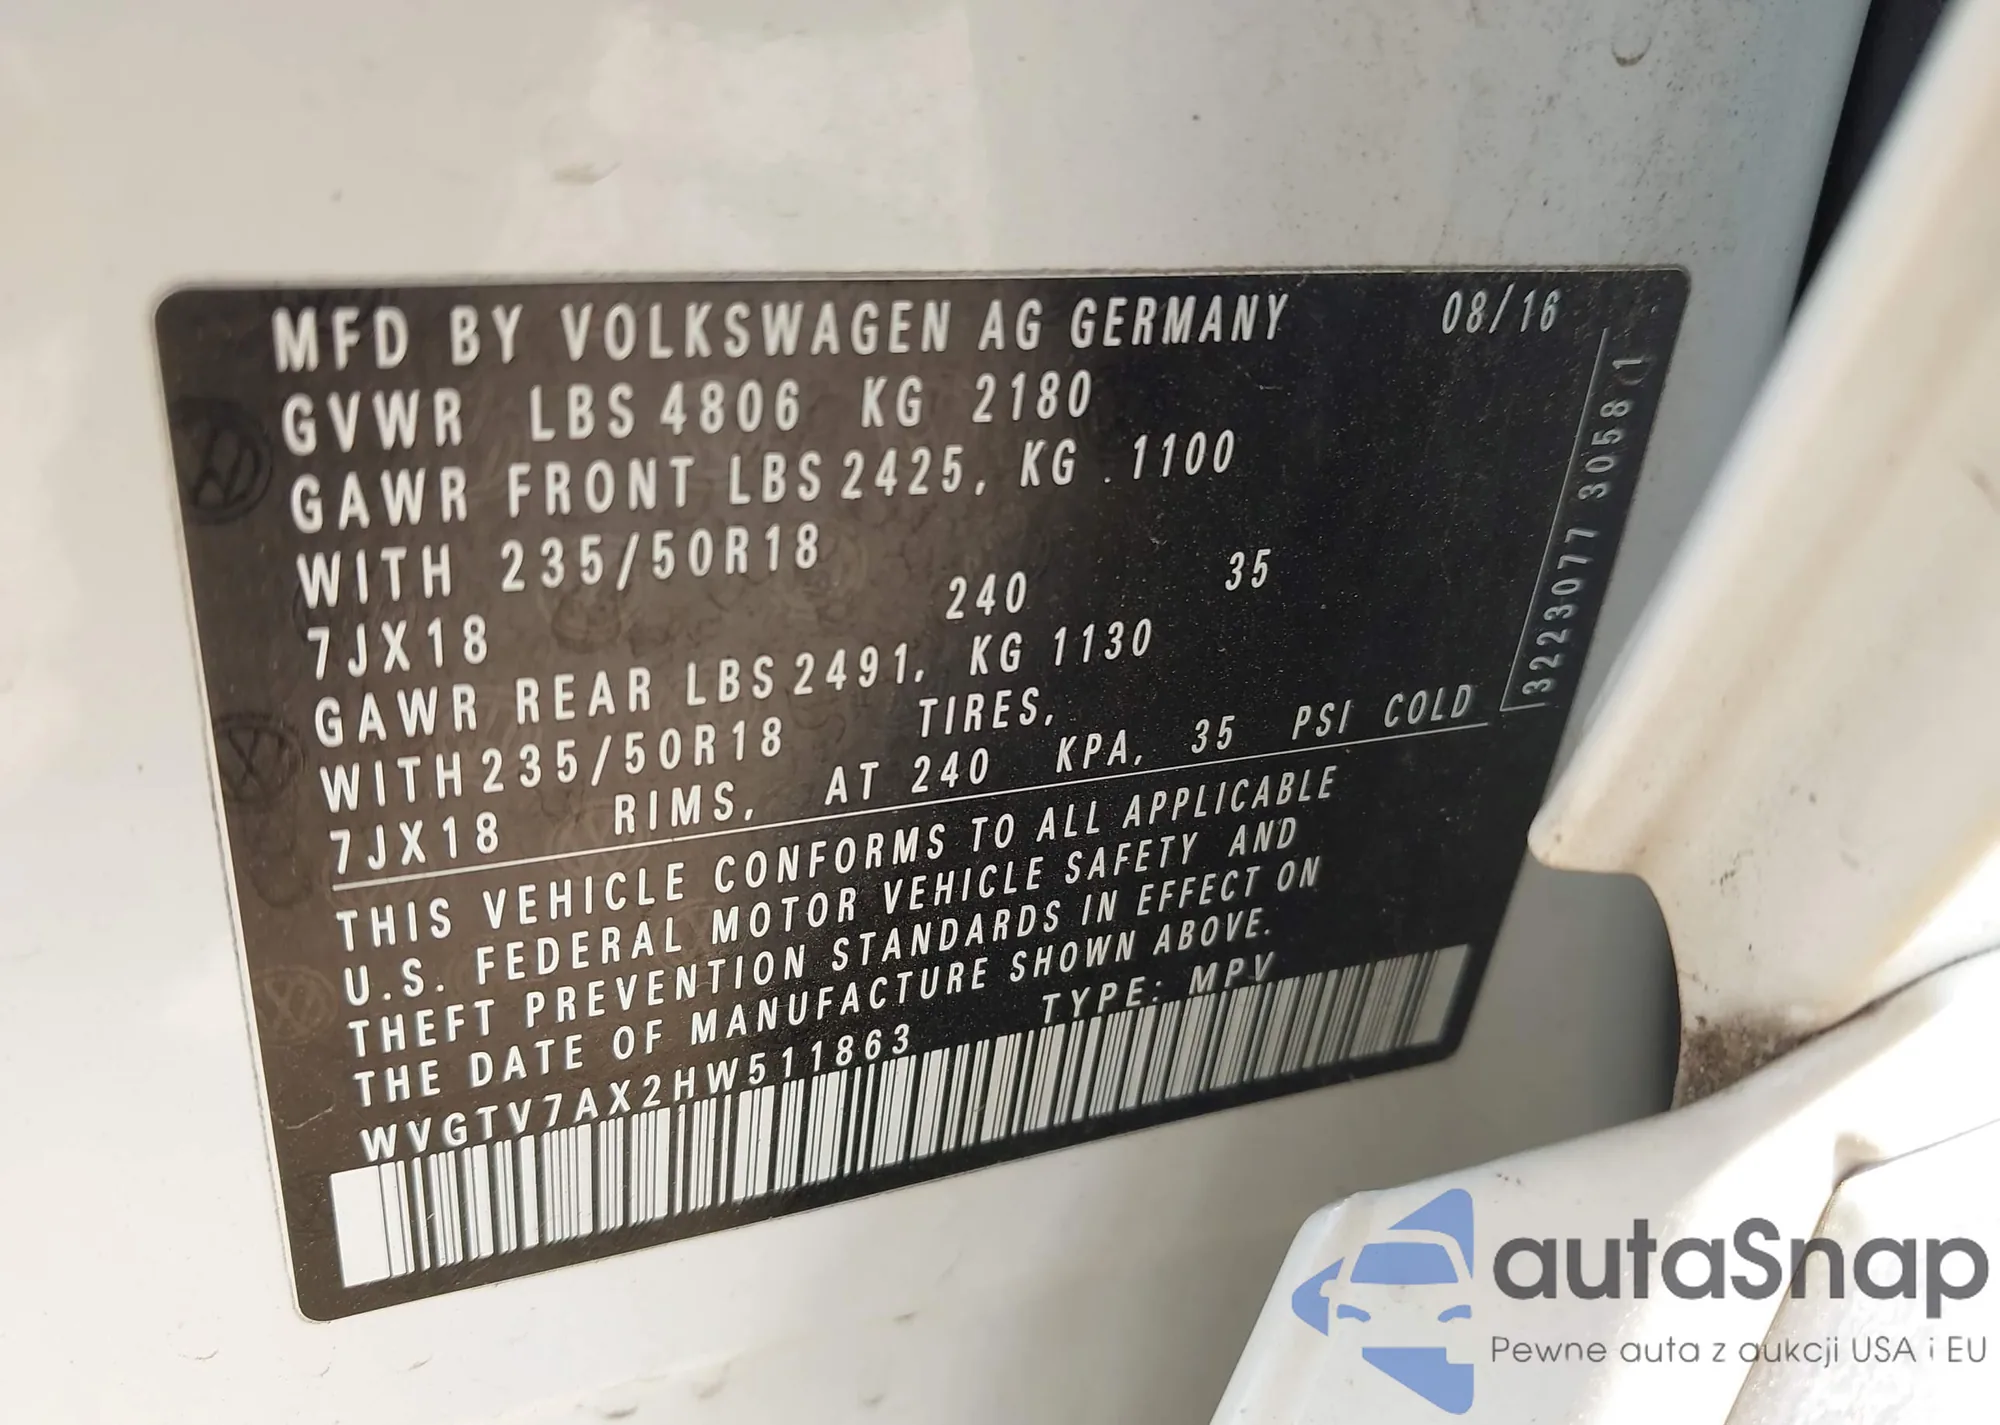 MFD BY VOLKSWAGEN AG GERMANY 08/16
GVWR LBS 4806 KG 2180
GAWR FRONT LBS 2425, KG . 1100
WITH 235/50R18
7JX18 240 35
GAWR REAR LBS 2491, KG 1130
WITH 235/50R18 TIRES,
7JX18 RIMS, AT 240 KPA, 35 PSI COLD
THIS VEHICLE CONFORMS TO ALL APPLICABLE
U.S. FEDERAL MOTOR VEHICLE SAFETY AND
THEFT PREVENTION STANDARDS IN EFFECT ON
THE DATE OF MANUFACTURE SHOWN ABOVE.
WVGTV7AX2HW511863 TYPE: MPV
3223077 3058 1
autaSnap
Pewne auta z aukcji USA i EU